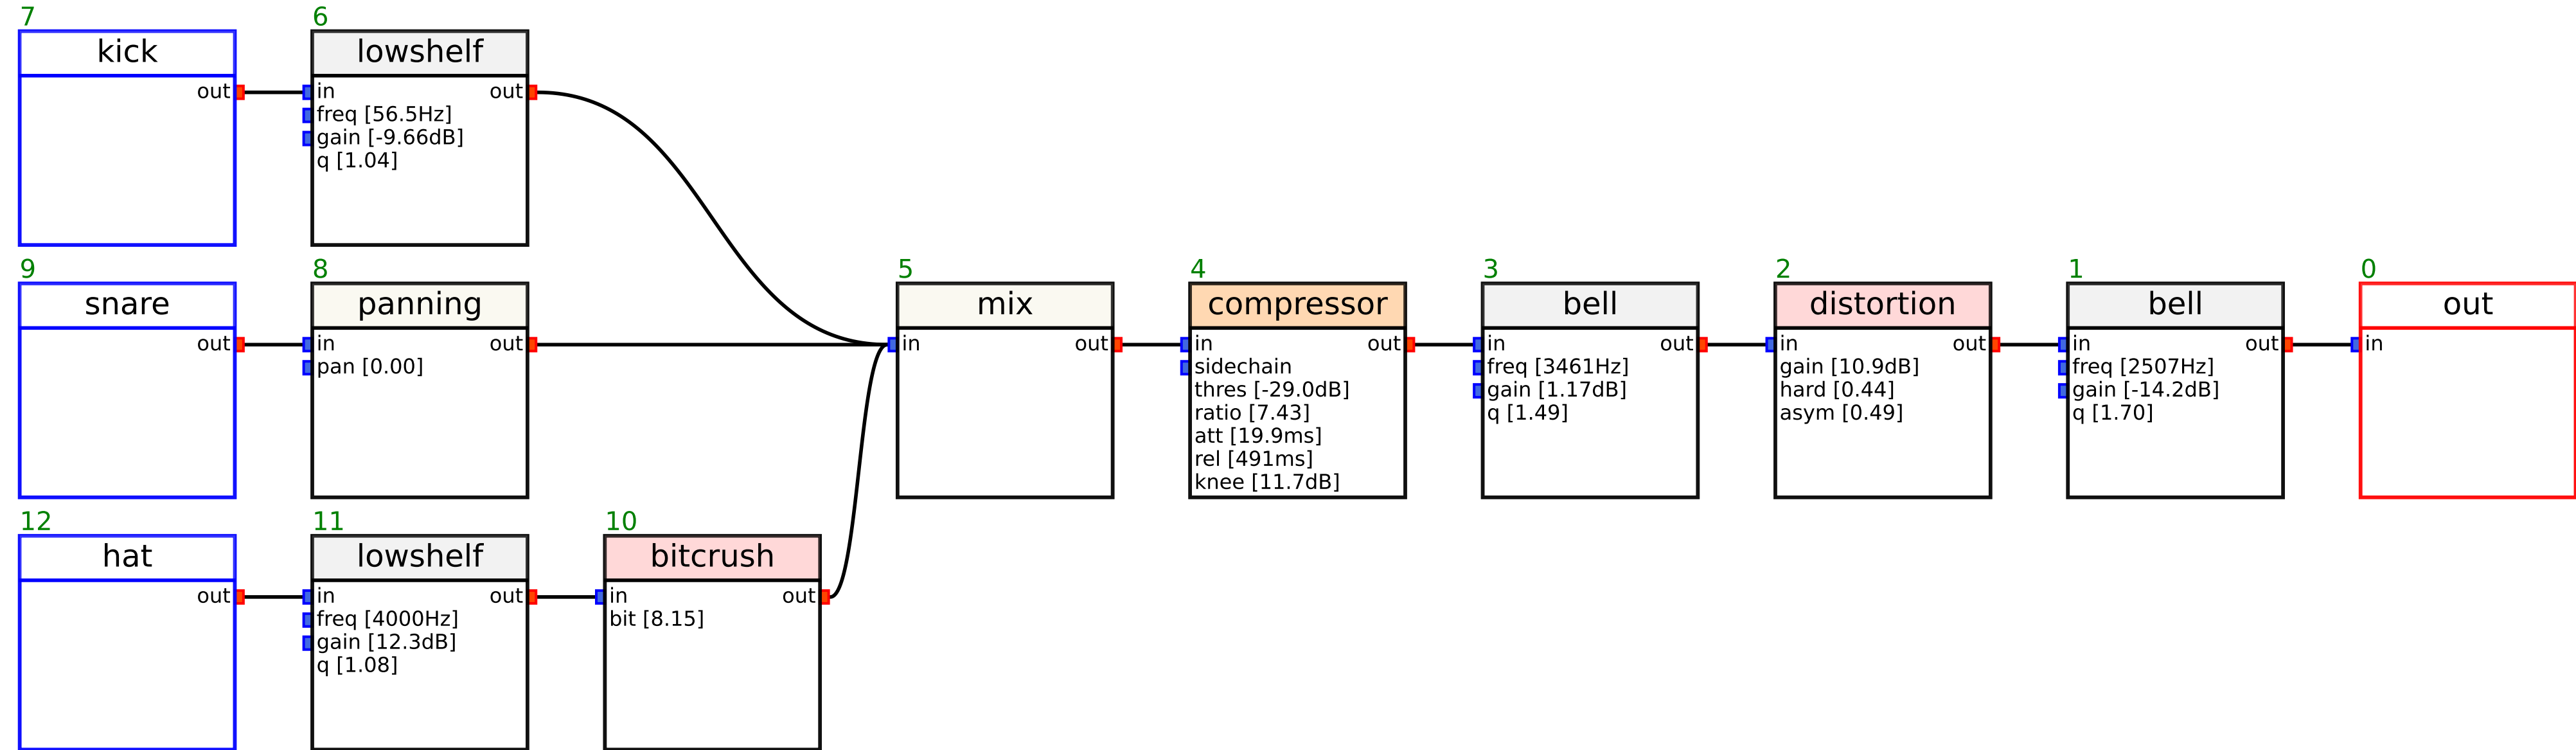 7
kick
out
6
lowshelf
in out
freq [56.5Hz]
gain [-9.66dB]
q [1.04]
9
snare
out
8
panning
in out
pan [0.00]
5
mix
in out
4
compressor
in out
sidechain
thres [-29.0dB]
ratio [7.43]
att [19.9ms]
rel [491ms]
knee [11.7dB]
3
bell
in out
freq [3461Hz]
gain [1.17dB]
q [1.49]
2
distortion
in out
gain [10.9dB]
hard [0.44]
asym [0.49]
1
bell
in out
freq [2507Hz]
gain [-14.2dB]
q [1.70]
0
out
in
12
hat
out
11
lowshelf
in out
freq [4000Hz]
gain [12.3dB]
q [1.08]
10
bitcrush
in out
bit [8.15]